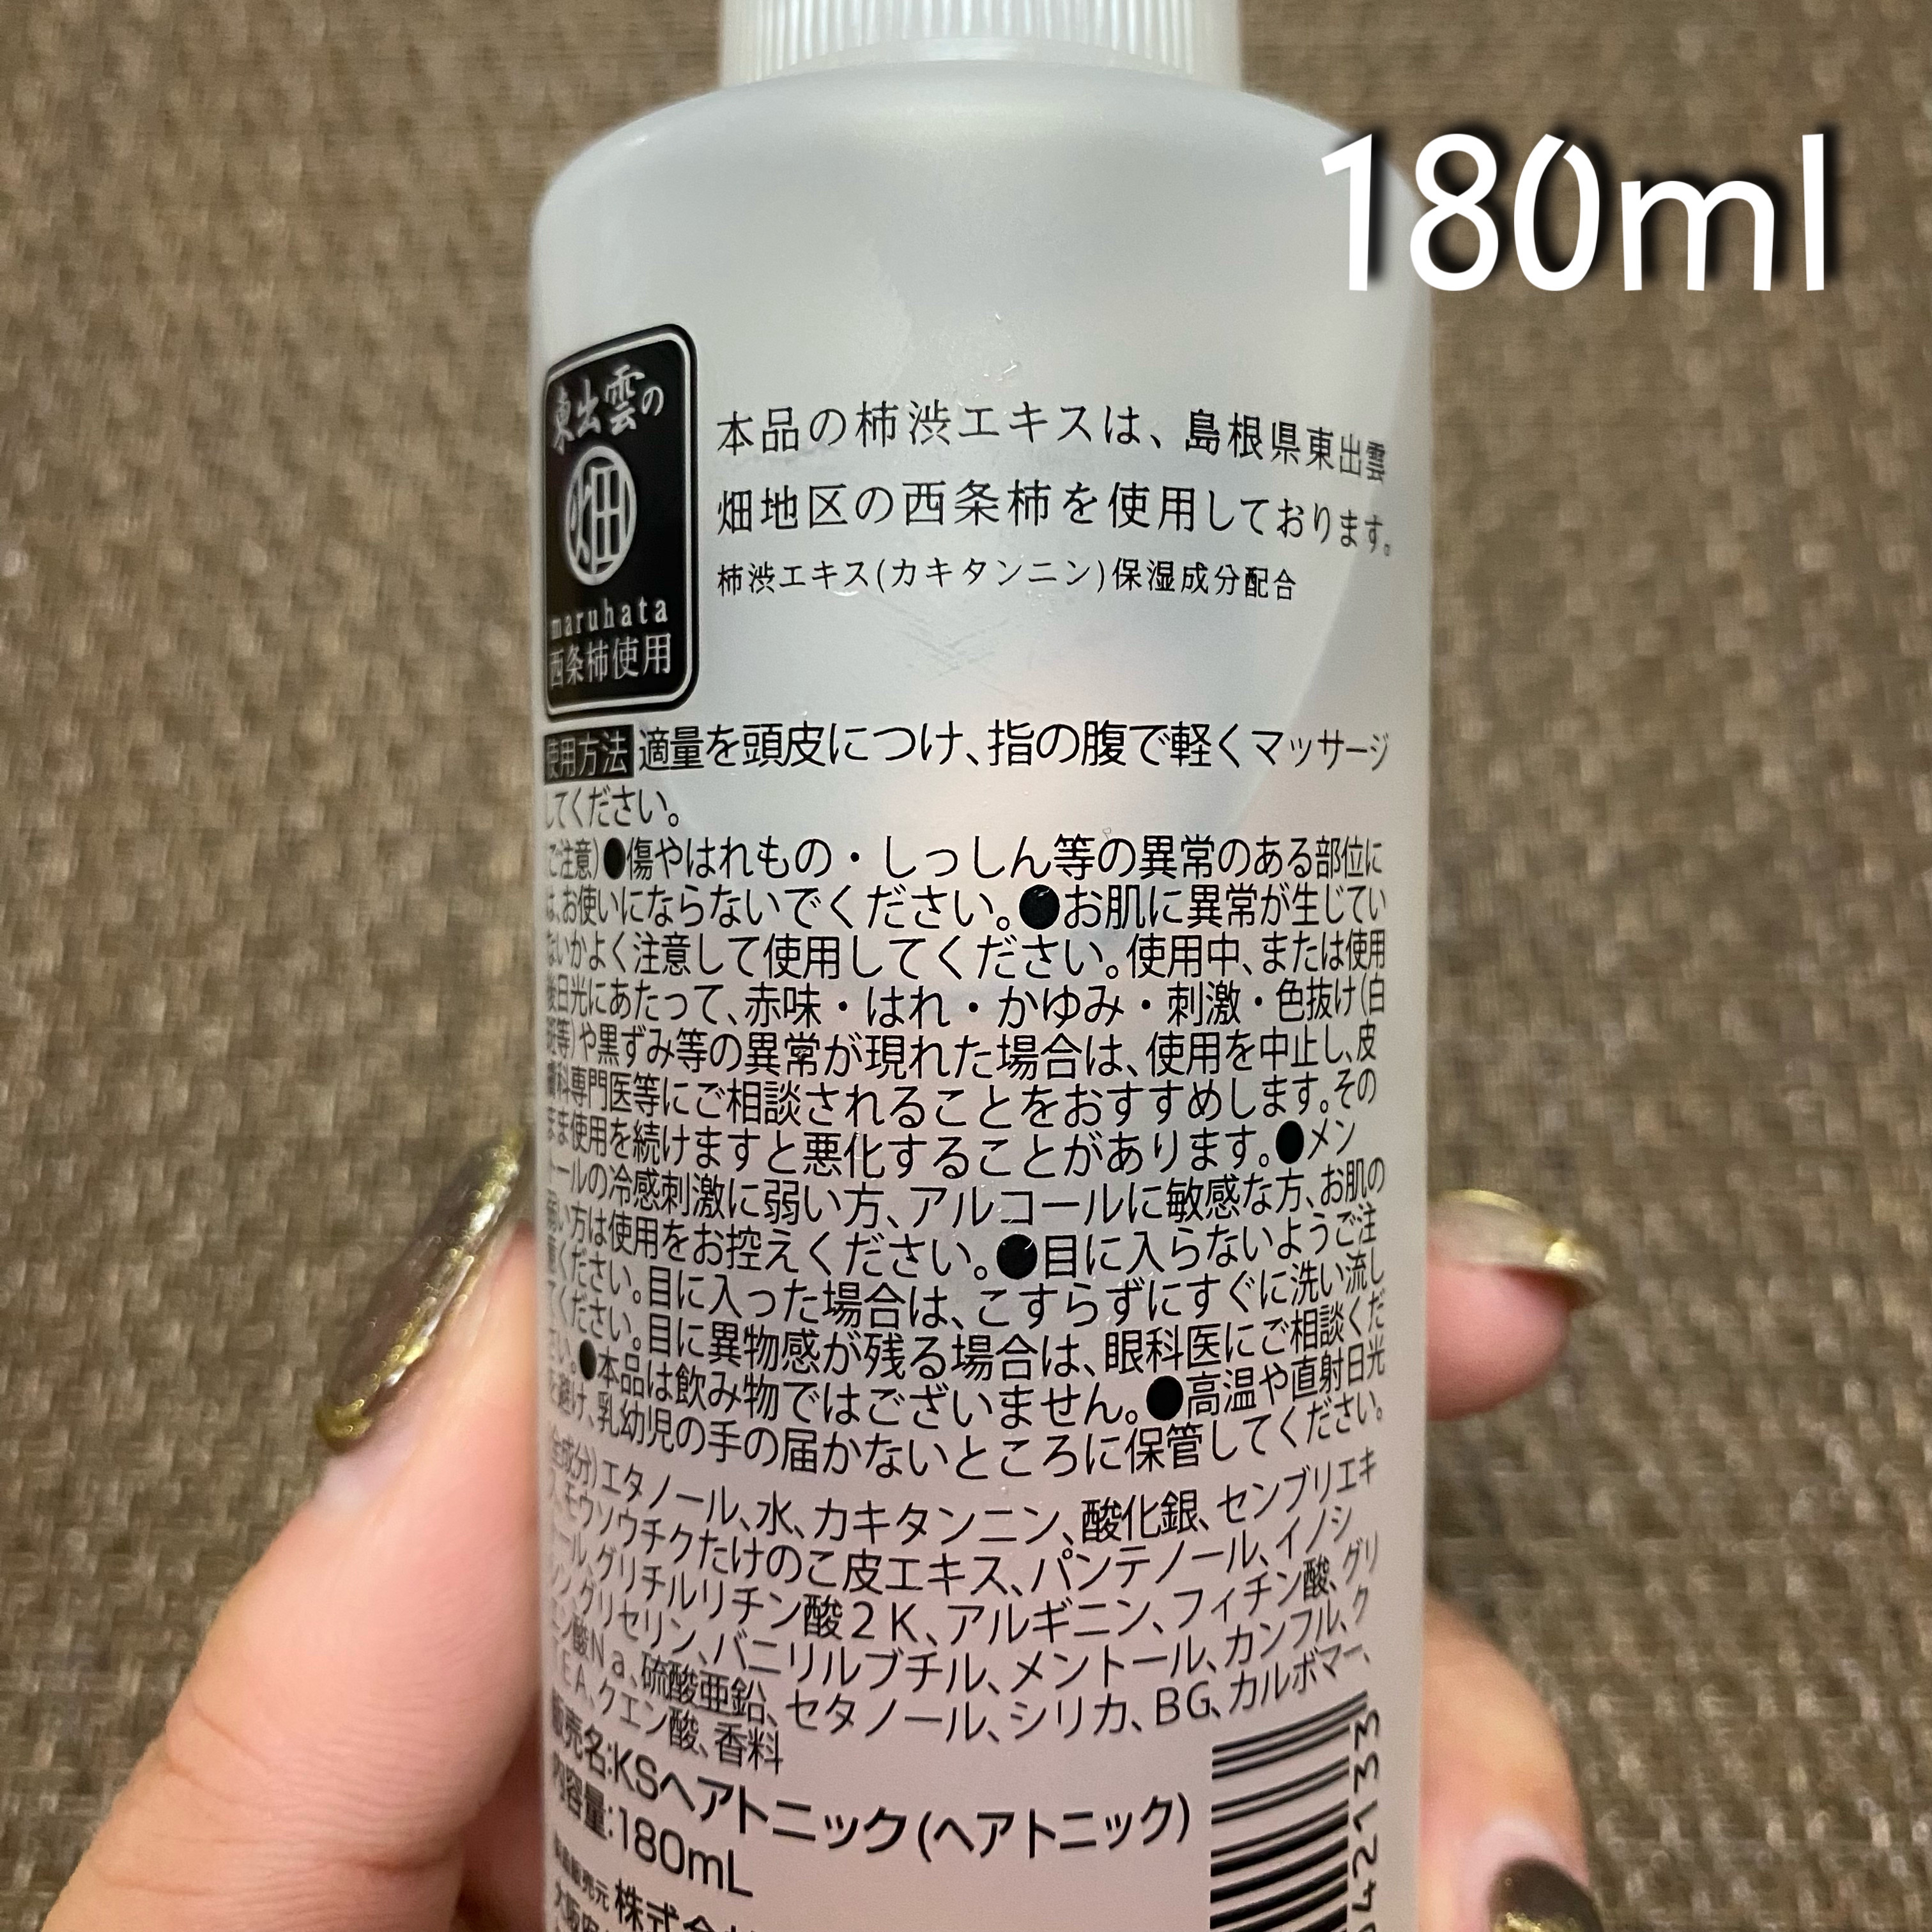 180ml
東出雲の
畑
maruhata
西条柿使用
本品の柿渋エキスは、島根県東出雲
畑地区の西条柿を使用しております。
柿渋エキス(カキタンニン)保湿成分配合
使用方法 適量を頭皮につけ、指の腹で軽くマッサージ
してください。
(ご注意)●傷やはれもの・しっしん等の異常のある部位に
は、お使いにならないでください。●お肌に異常が生じてい
ないかよく注意して使用してください。使用中、または使用
後日光にあたって、赤味・はれ・かゆみ・刺激・色抜け(白
斑等)や黒ずみ等の異常が現れた場合は、使用を中止し、皮
膚科専門医等にご相談されることをおすすめします。その
まま使用を続けますと悪化することがあります。●メン
トールの冷感刺激に弱い方、アルコールに敏感な方、お肌の
弱い方は使用をお控えください。●目に入らないようご注
意ください。目に入った場合は、こすらずにすぐに洗い流し
てください。目に異物感が残る場合は、眼科医にご相談くだ
さい。●本品は飲み物ではございません。●高温や直射日光
を避け、乳幼児の手の届かないところに保管してください。
(全成分)エタノール、水、カキタンニン、酸化銀、センブリエキ
ス、モウソウチクたけのこ皮エキス、パンテノール、イノシ
トール、グリチルリチン酸2K、アルギニン、フィチン酸、グリ
シン、グリセリン、バニリルブチル、メントール、カンフル、ク
エン酸Na、硫酸亜鉛、セタノール、シリカ、BG、カルボマー、
TEA、クエン酸、香料
販売名:KSヘアトニック(ヘアトニック)
内容量:180mL
製造販売元 株式会
大阪
42133